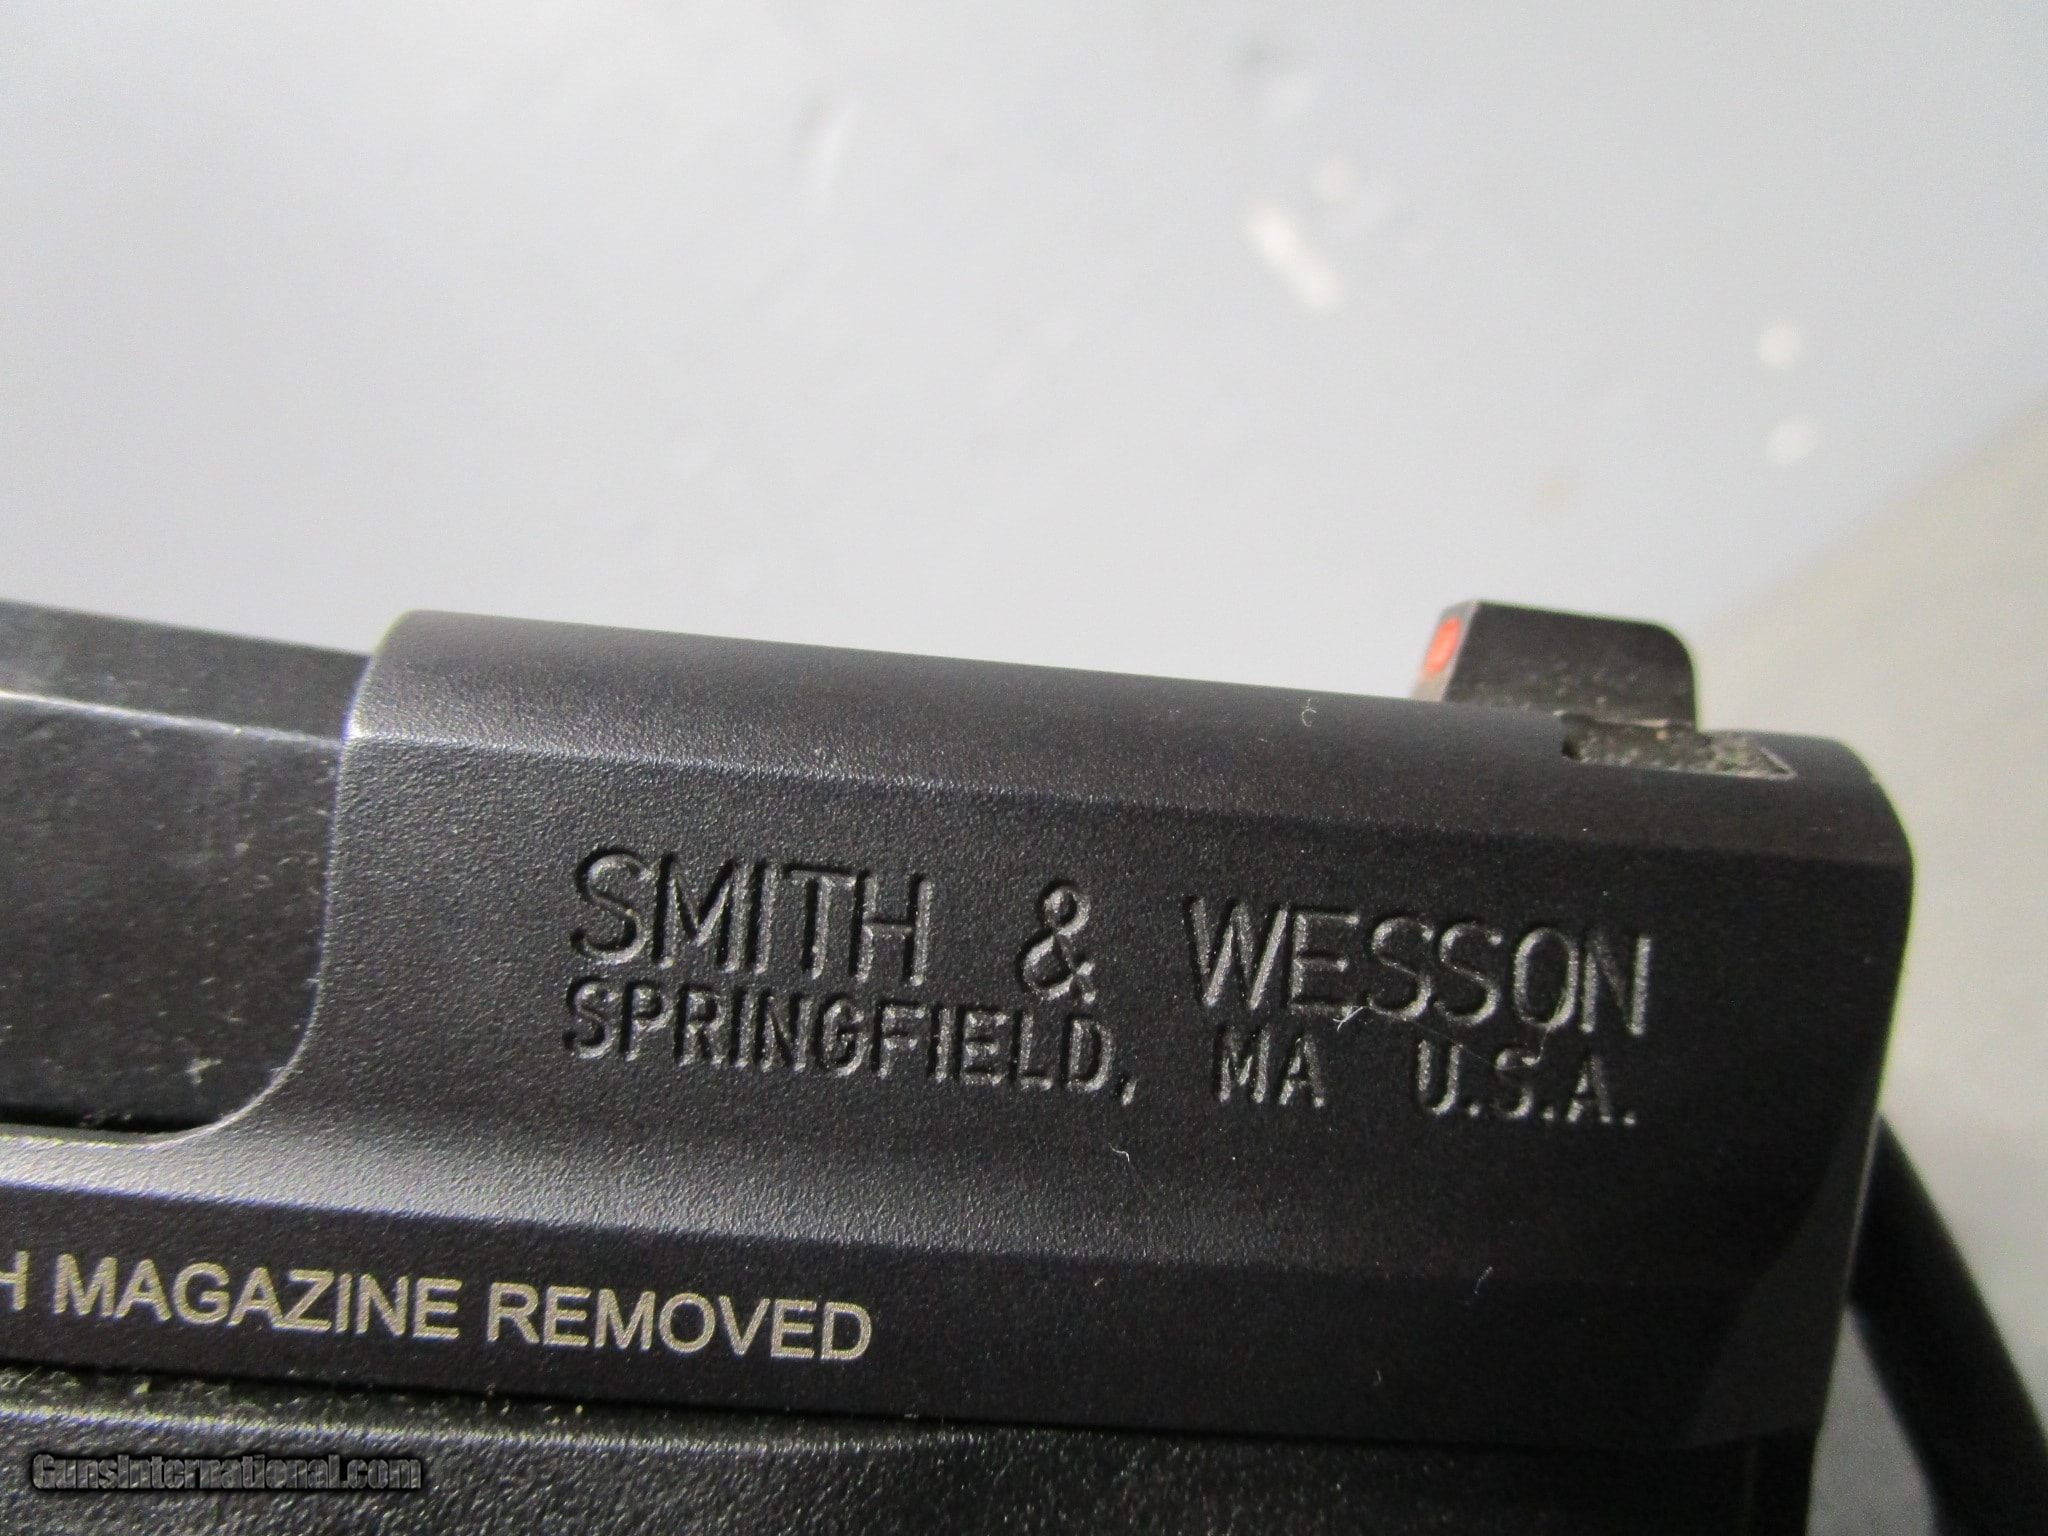 SMITH & WESSON
SPRINGFIELD, MA U.S.A.
H MAGAZINE REMOVED
GunsInternational.com